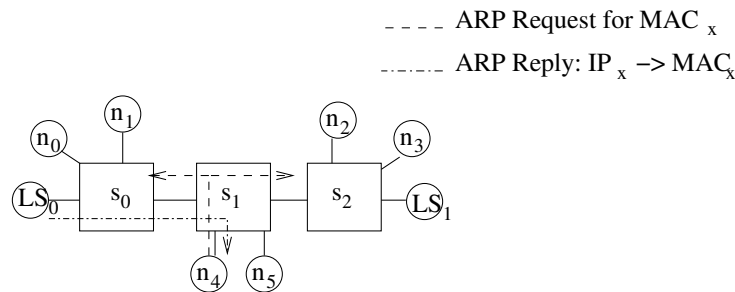 ARP Request for MAC x
ARP Reply: IP x –> MAC x
n1
n0
n2
n3
LS0
s0
s1
s2
LS1
n4
n5